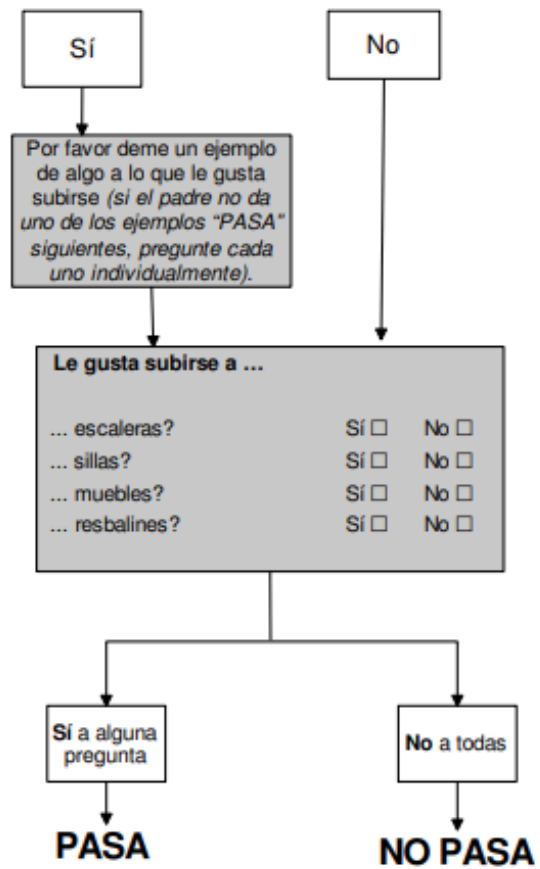 Sí
No
Por favor deme un ejemplo
de algo a lo que le gusta
subirse (si el padre no da
uno de los ejemplos “PASA”
siguientes, pregunte cada
uno individualmente).
Le gusta subirse a …
... escaleras? Sí ☐ No ☐
... sillas? Sí ☐ No ☐
... muebles? Sí ☐ No ☐
... resbalines? Sí ☐ No ☐
Sí a alguna
pregunta
No a todas
PASA
NO PASA